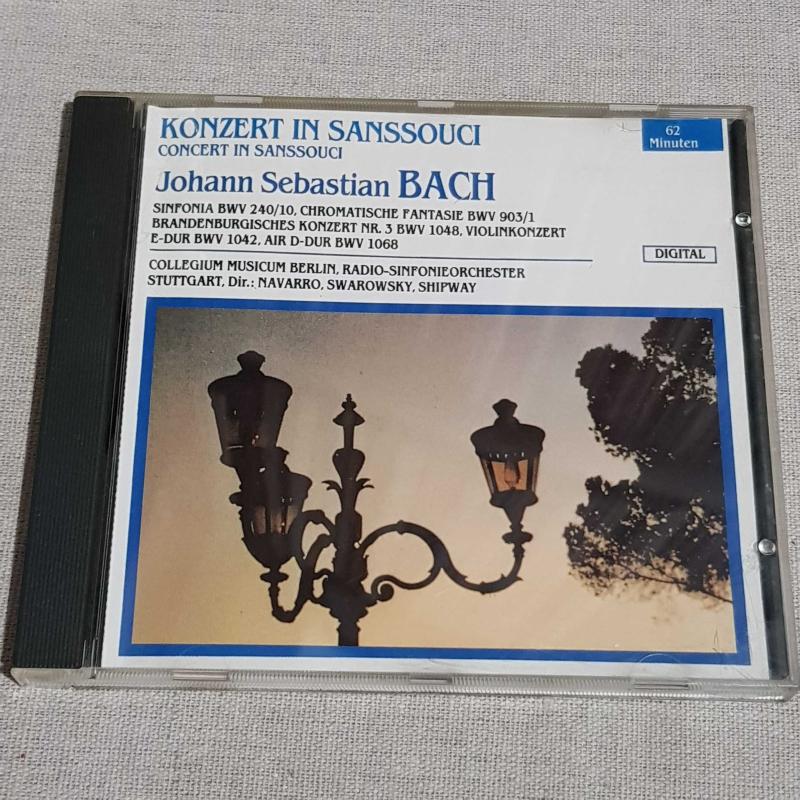 KONZERT IN SANSSOUCI
CONCERT IN SANSSOUCI
62
Minuten
Johann Sebastian BACH
SINFONIA BWV 240/10, CHROMATISCHE FANTASIE BWV 903/1
BRANDENBURGISCHES KONZERT NR. 3 BWV 1048, VIOLINKONZERT
E-DUR BWV 1042, AIR D-DUR BWV 1068
DIGITAL
COLLEGIUM MUSICUM BERLIN, RADIO-SINFONIEORCHESTER
STUTTGART, Dir.: NAVARRO, SWAROWSKY, SHIPWAY